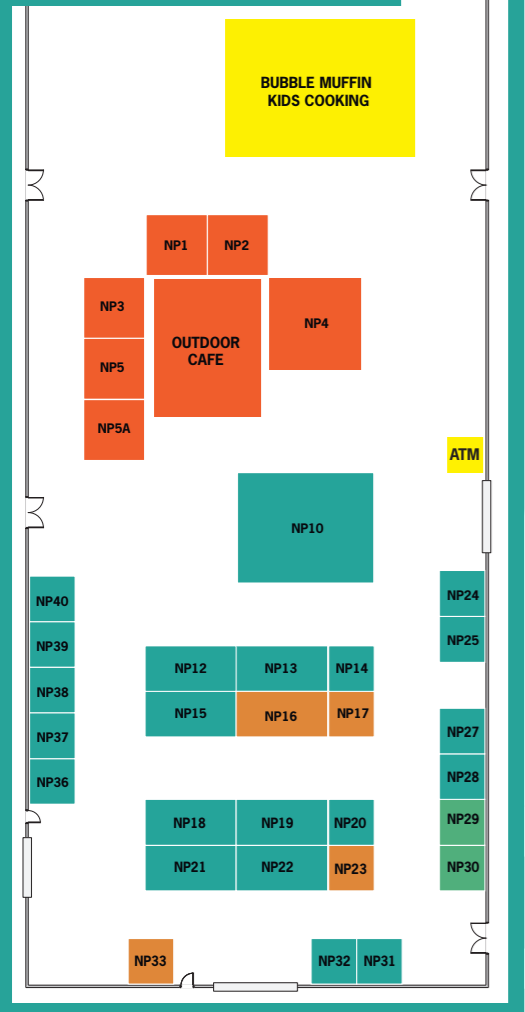 BUBBLE MUFFIN
KIDS COOKING
NP1 NP2
NP3
NP4
OUTDOOR
CAFE
NP5
NP5A
ATM
NP10
NP24
NP40
NP25
NP39
NP12 NP13 NP14
NP38
NP15 NP16 NP17
NP27
NP37
NP28
NP36
NP29
NP18 NP19 NP20
NP21 NP22 NP23
NP30
NP33
NP32 NP31